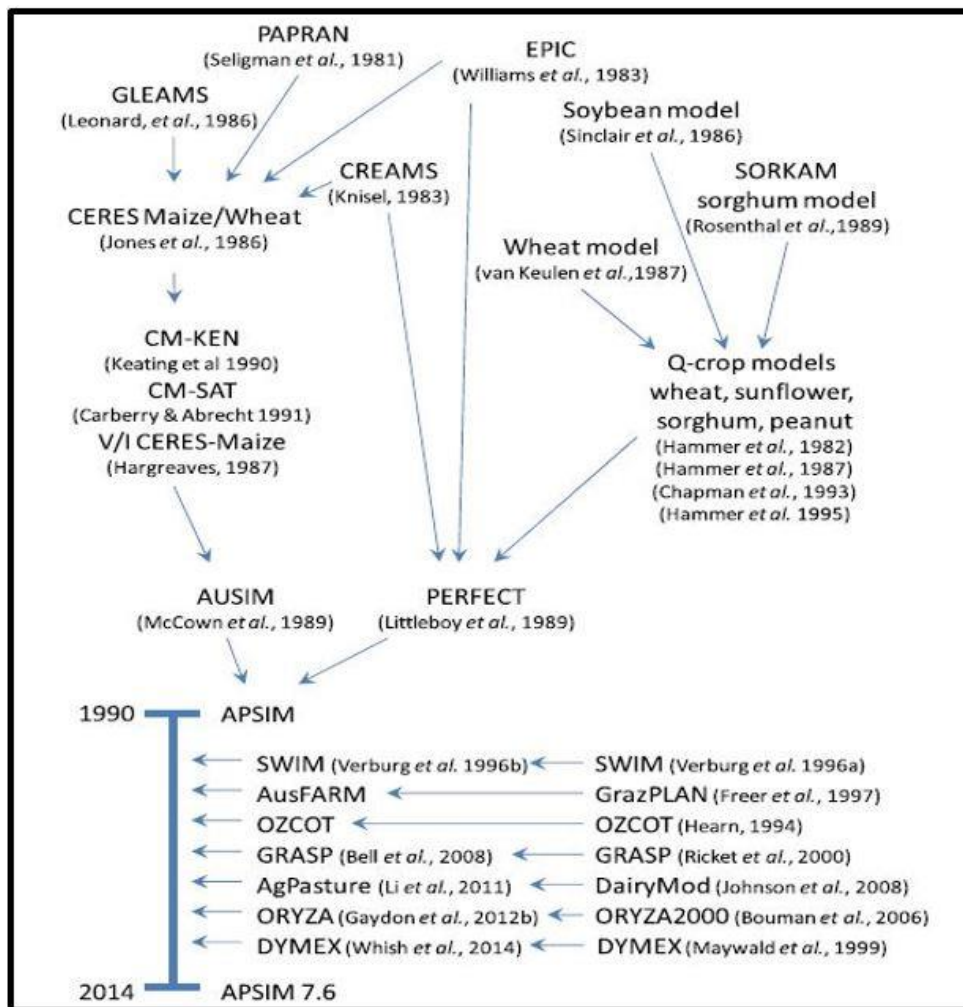 PAPRAN
(Seligman et al., 1981)
EPIC
(Williams et al., 1983)
GLEAMS
(Leonard, et al., 1986)
Soybean model
(Sinclair et al., 1986)
CREAMS
(Knisel, 1983)
SORKAM
sorghum model
(Rosenthal et al., 1989)
CERES Maize/Wheat
(Jones et al., 1986)
Wheat model
(van Keulen et al.,1987)
CM-KEN
(Keating et al 1990)
CM-SAT
(Carberry & Abrecht 1991)
V/I CERES-Maize
(Hargreaves, 1987)
Q-crop models
wheat, sunflower,
sorghum, peanut
(Hammer et al., 1982)
(Hammer et al., 1987)
(Chapman et al., 1993)
(Hammer et al. 1995)
AUSIM
(McCown et al., 1989)
PERFECT
(Littleboy et al., 1989)
1990 APSIM
SWIM (Verburg et al. 1996b) SWIM (Verburg et al. 1996a)
AusFARM GrazPLAN (Freer et al., 1997)
OZCOT OZCOT (Hearn, 1994)
GRASP (Bell et al., 2008) GRASP (Ricket et al., 2000)
AgPasture (Li et al., 2011) DairyMod (Johnson et al., 2008)
ORYZA (Gaydon et al., 2012b) ORYZA2000 (Bouman et al., 2006)
DYMEX (Whish et al., 2014) DYMEX (Maywald et al., 1999)
2014 APSIM 7.6